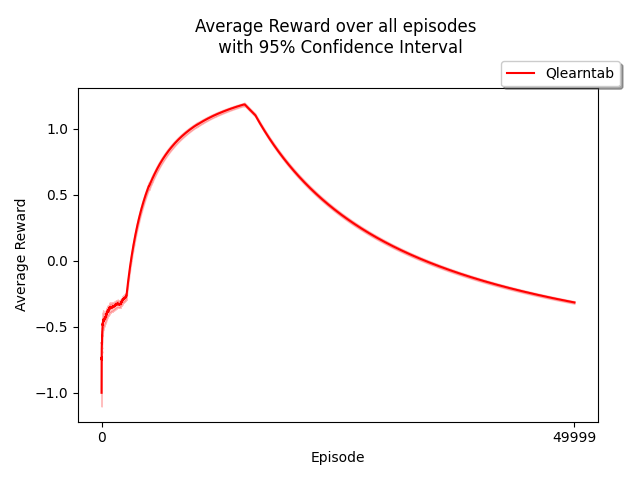 Average Reward over all episodes
with 95% Confidence Interval
Qlearntab
1.0
0.5
0.0
−0.5
−1.0
Average Reward
0
49999
Episode